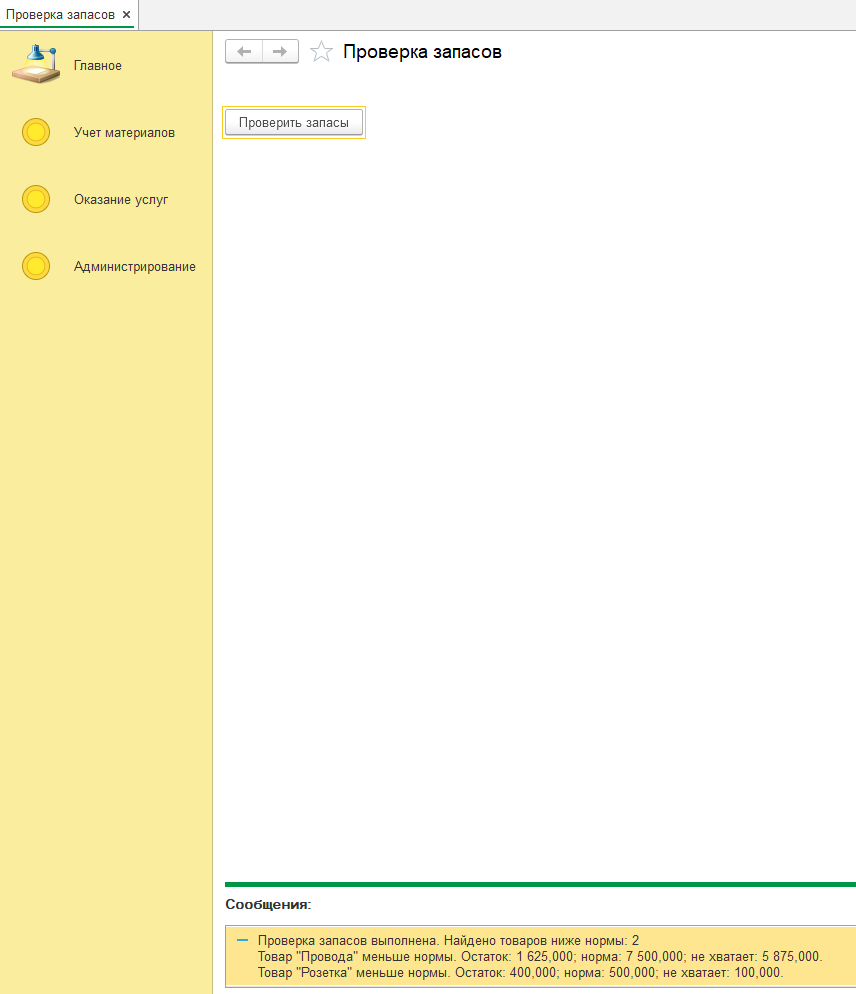 Проверка запасов ×
Главное
Учет материалов
Оказание услуг
Администрирование
Проверка запасов
Проверить запасы
Сообщения:
Проверка запасов выполнена. Найдено товаров ниже нормы: 2
Товар "Провода" меньше нормы. Остаток: 1 625,000; норма: 7 500,000; не хватает: 5 875,000.
Товар "Розетка" меньше нормы. Остаток: 400,000; норма: 500,000; не хватает: 100,000.